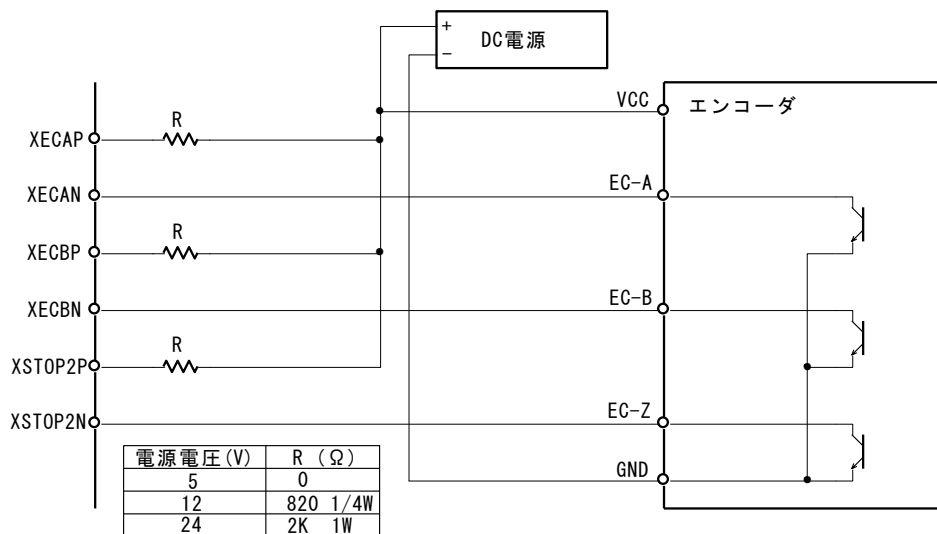 +
DC電源
−
VCC
エンコーダ
R
XECAP
EC-A
XECAN
R
XECBP
EC-B
XECBN
R
XSTOP2P
EC-Z
XSTOP2N
電源電圧(V) R (Ω)
5 0
12 820 1/4W
24 2K 1W
GND